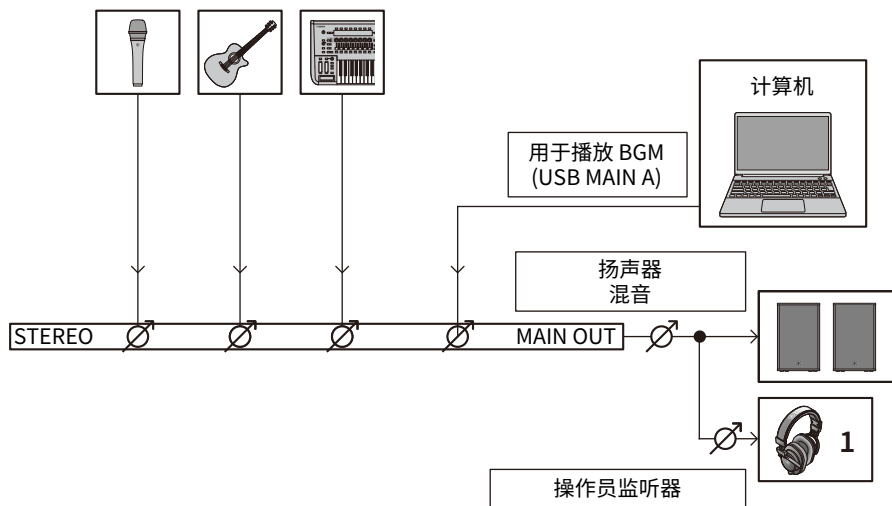 计算机
用于播放 BGM
(USB MAIN A)
扬声器
混音
STEREO
MAIN OUT
1
操作员监听器